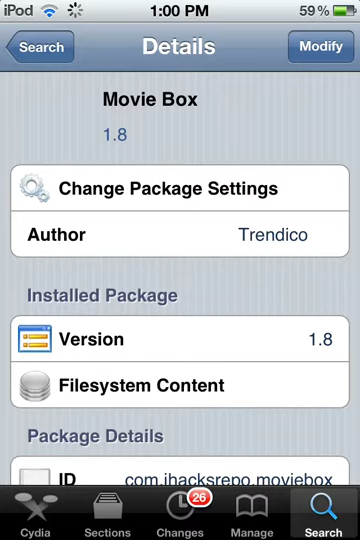 iPod 1:00 PM 59%
Search Details Modify
Movie Box
1.8
Change Package Settings
Author Trendico
Installed Package
Version 1.8
Filesystem Content
Package Details
ID com.ihacksrepo.moviebox
26
Cydia Sections Changes Manage Search